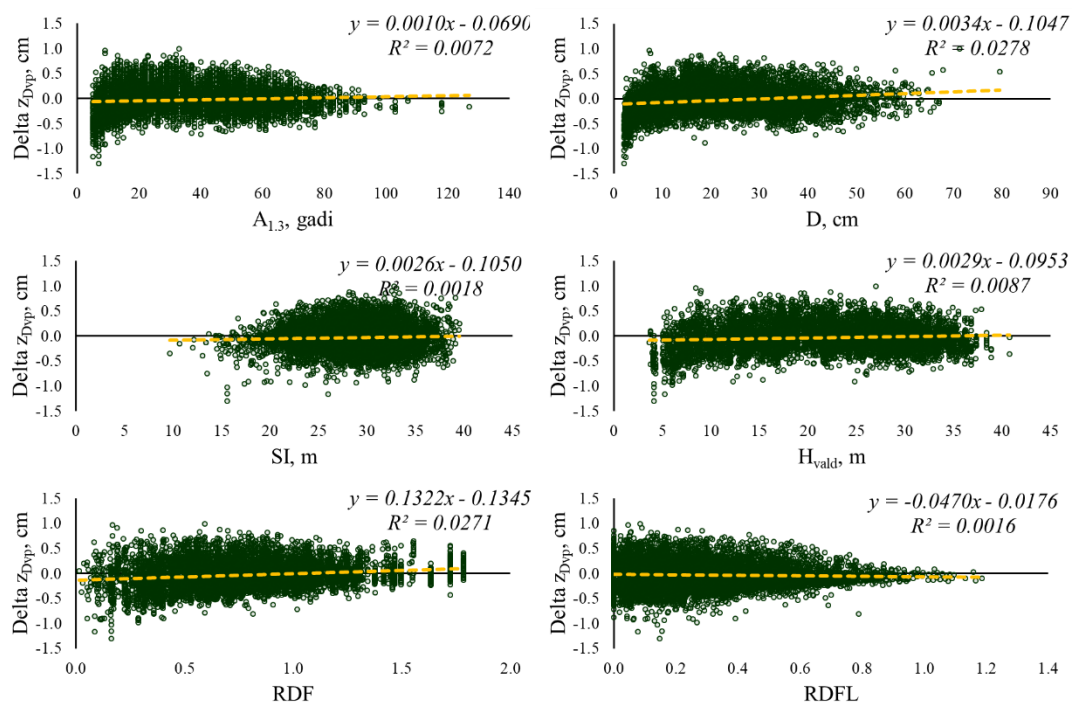 y = 0.0010x - 0.0690
R² = 0.0072
Delta z_Dvp, cm
1.5
1.0
0.5
0.0
-0.5
-1.0
-1.5
0 20 40 60 80 100 120 140
A_1.3, gadi
y = 0.0034x - 0.1047
R² = 0.0278
Delta z_Dvp, cm
1.5
1.0
0.5
0.0
-0.5
-1.0
-1.5
0 10 20 30 40 50 60 70 80 90
D, cm
y = 0.0026x - 0.1050
R² = 0.0018
Delta z_Dvp, cm
1.5
1.0
0.5
0.0
-0.5
-1.0
-1.5
0 5 10 15 20 25 30 35 40 45
SI, m
y = 0.0029x - 0.0953
R² = 0.0087
Delta z_Dvp, cm
1.5
1.0
0.5
0.0
-0.5
-1.0
-1.5
0 5 10 15 20 25 30 35 40 45
H_vald, m
y = 0.1322x - 0.1345
R² = 0.0271
Delta z_Dvp, cm
1.5
1.0
0.5
0.0
-0.5
-1.0
-1.5
0.0 0.5 1.0 1.5 2.0
RDF
y = -0.0470x - 0.0176
R² = 0.0016
Delta z_Dvp, cm
1.5
1.0
0.5
0.0
-0.5
-1.0
-1.5
0.0 0.2 0.4 0.6 0.8 1.0 1.2 1.4
RDFL